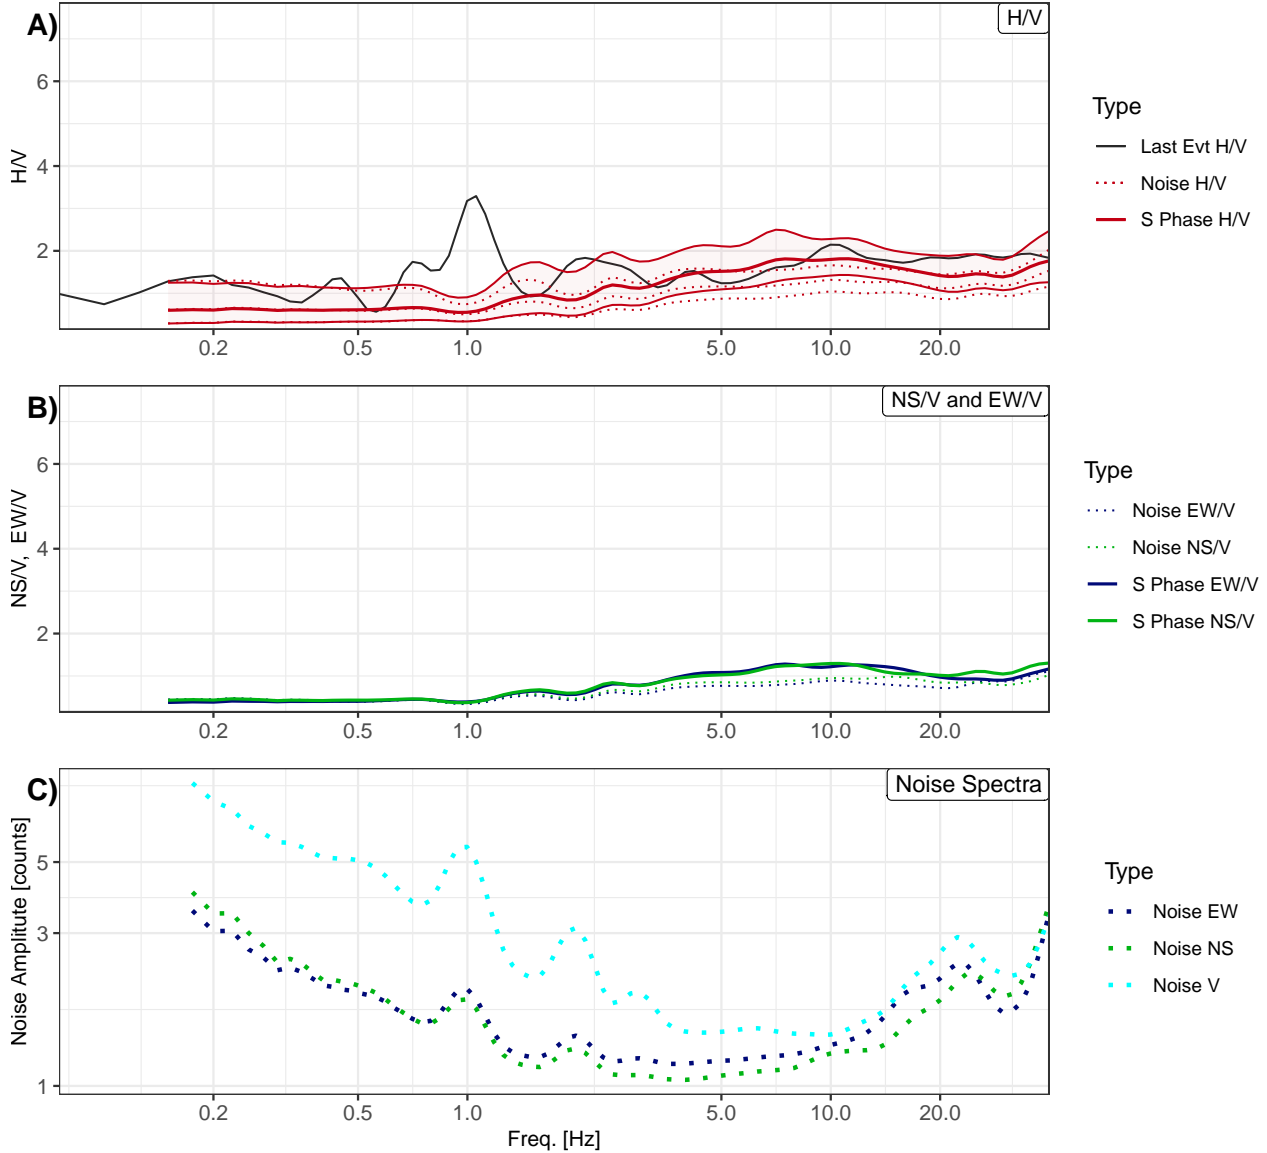 A)
H/V
H/V
6
4
2
0.2 0.5 1.0 5.0 10.0 20.0
Type
Last Evt H/V
Noise H/V
S Phase H/V
B)
NS/V and EW/V
NS/V, EW/V
6
4
2
0.2 0.5 1.0 5.0 10.0 20.0
Type
Noise EW/V
Noise NS/V
S Phase EW/V
S Phase NS/V
C)
Noise Spectra
Noise Amplitute [counts]
5
3
1
0.2 0.5 1.0 5.0 10.0 20.0
Freq. [Hz]
Type
Noise EW
Noise NS
Noise V